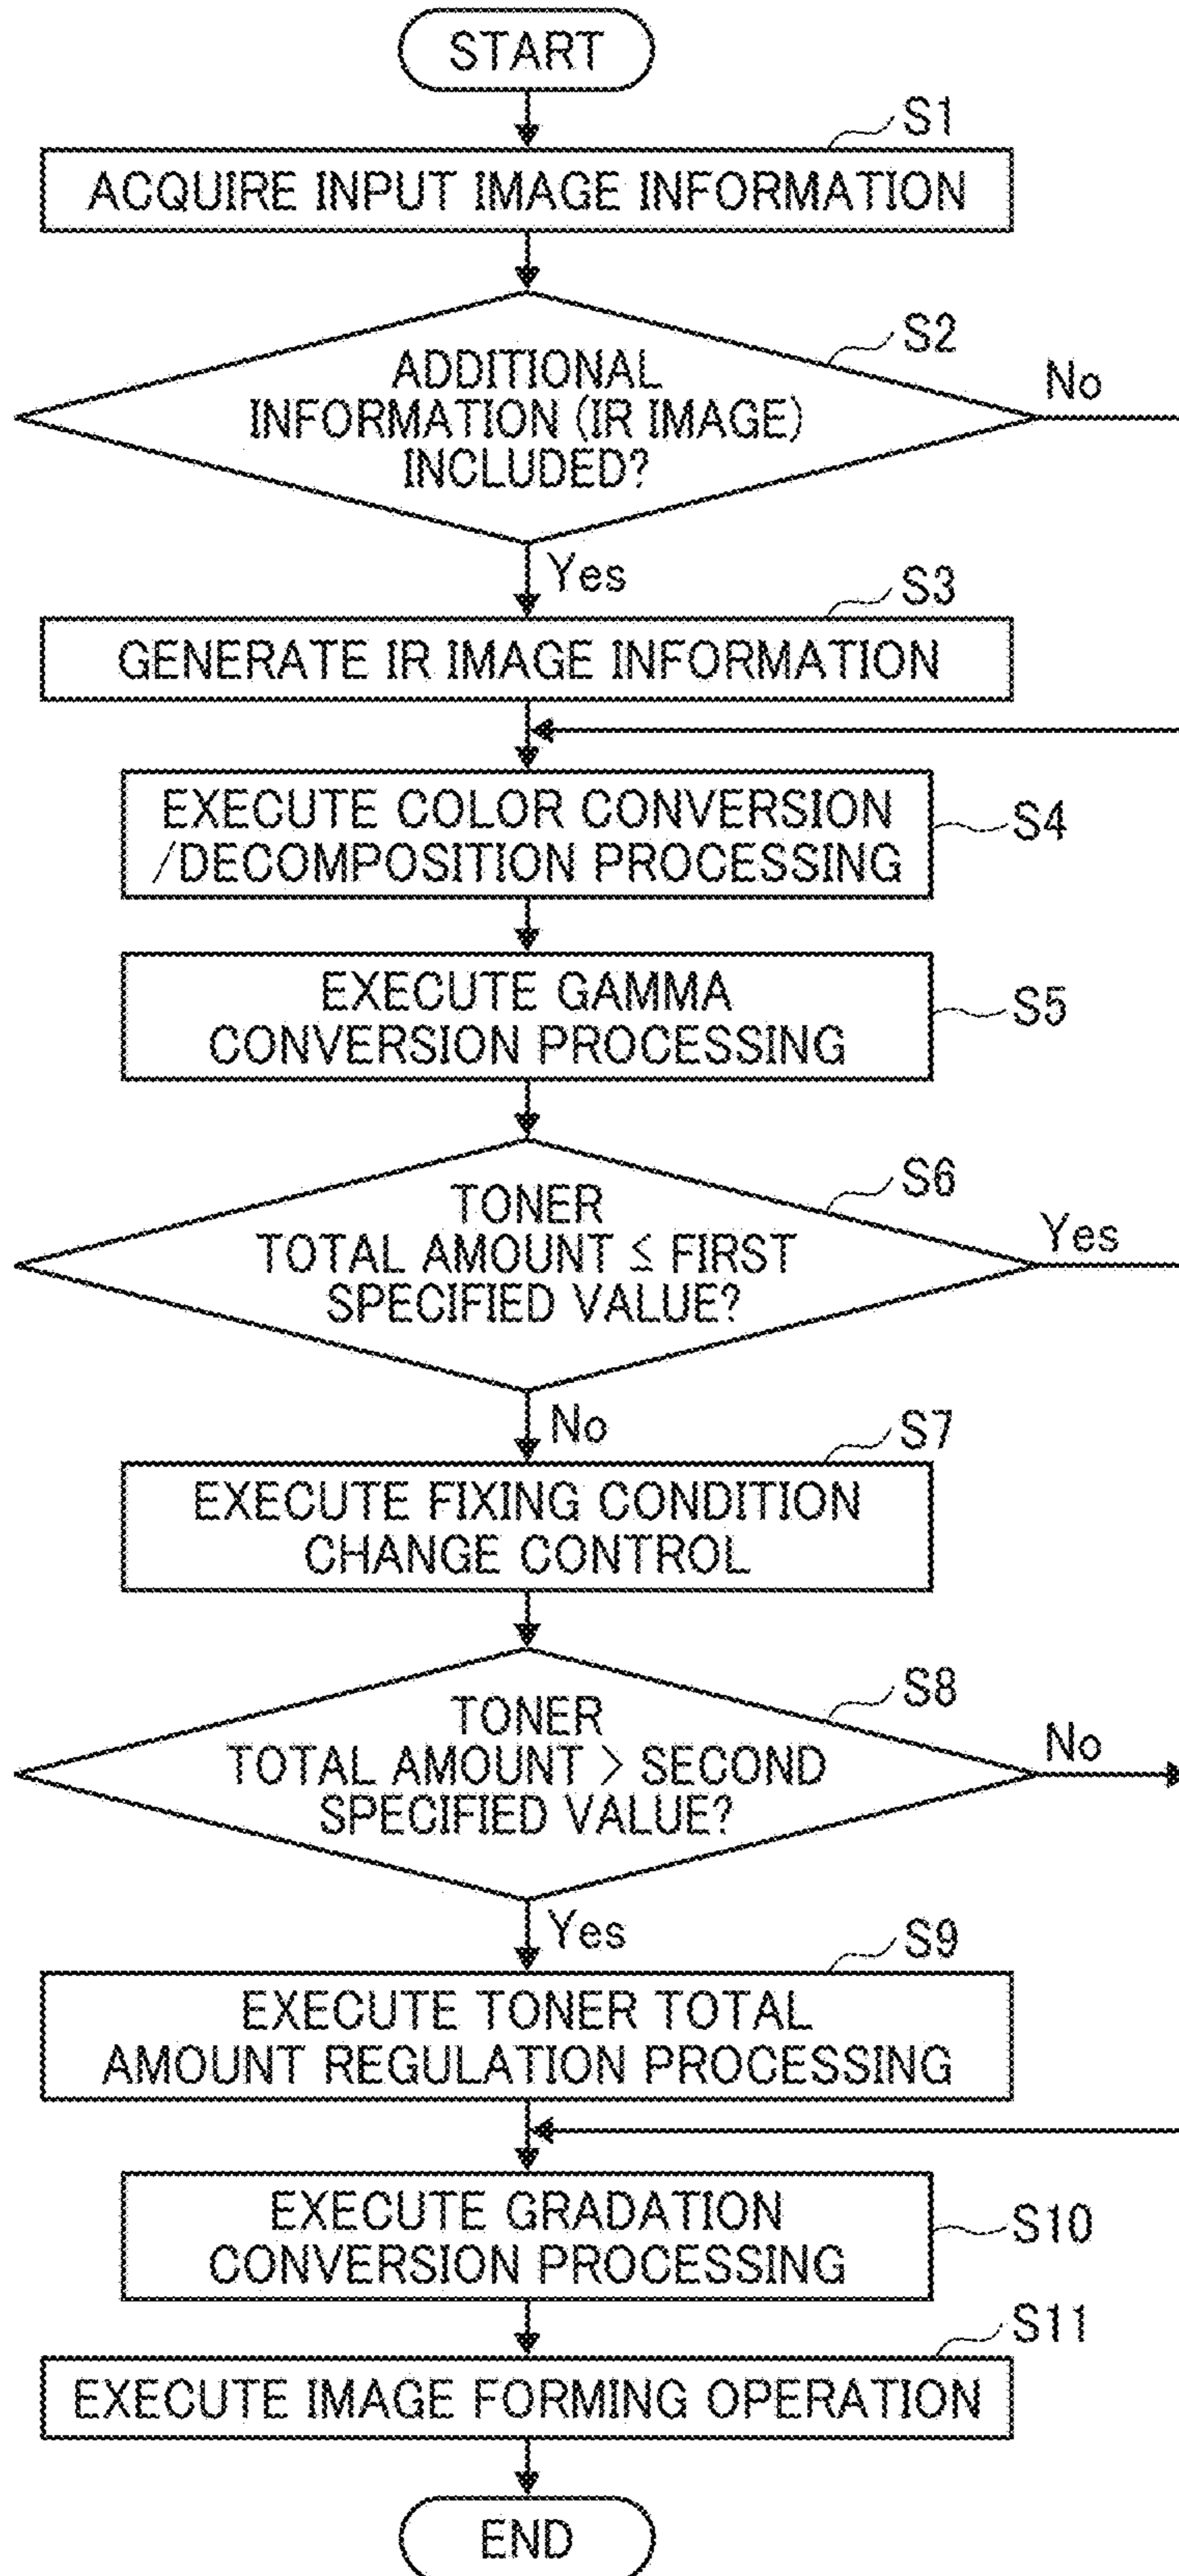 START
S1
ACQUIRE INPUT IMAGE INFORMATION
S2
ADDITIONAL
INFORMATION (IR IMAGE)
INCLUDED?
No
Yes
S3
GENERATE IR IMAGE INFORMATION
EXECUTE COLOR CONVERSION
/DECOMPOSITION PROCESSING
S4
EXECUTE GAMMA
CONVERSION PROCESSING
S5
S6
TONER
TOTAL AMOUNT ≤ FIRST
SPECIFIED VALUE?
Yes
No
S7
EXECUTE FIXING CONDITION
CHANGE CONTROL
S8
TONER
TOTAL AMOUNT > SECOND
SPECIFIED VALUE?
No
Yes
S9
EXECUTE TONER TOTAL
AMOUNT REGULATION PROCESSING
EXECUTE GRADATION
CONVERSION PROCESSING
S10
S11
EXECUTE IMAGE FORMING OPERATION
END